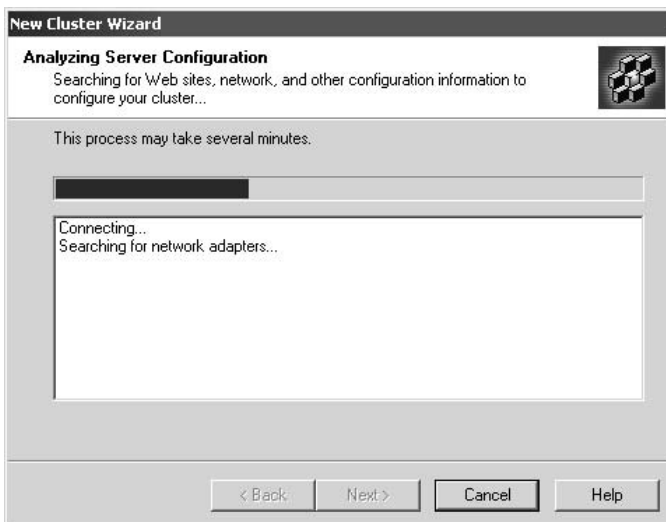 New Cluster Wizard
Analyzing Server Configuration
Searching for Web sites, network, and other configuration information to
configure your cluster...
This process may take several minutes.
Connecting...
Searching for network adapters...
< Back
Next >
Cancel
Help